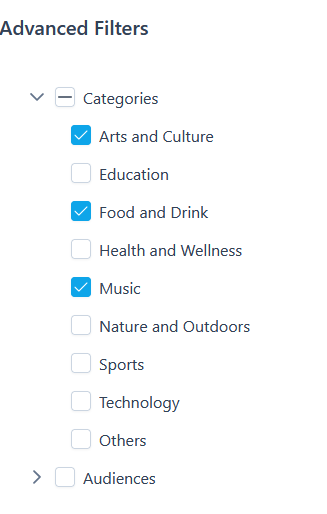 Advanced Filters
Categories
Arts and Culture
Education
Food and Drink
Health and Wellness
Music
Nature and Outdoors
Sports
Technology
Others
Audiences